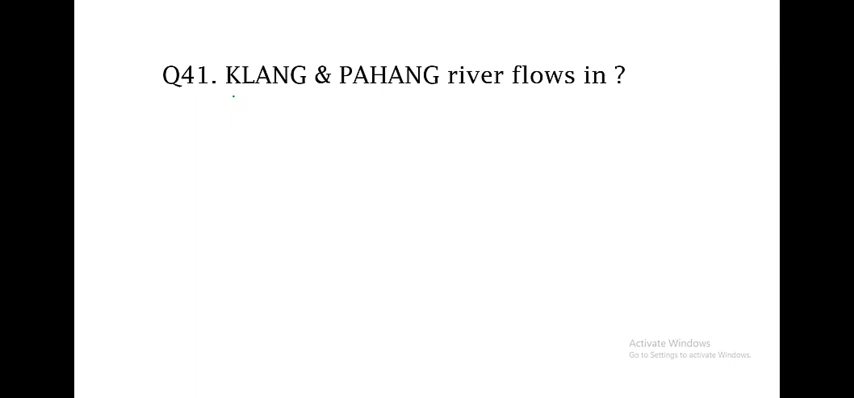 Q41. KLANG & PAHANG river flows in ?
Activate Windows
Go to Settings to activate Windows.